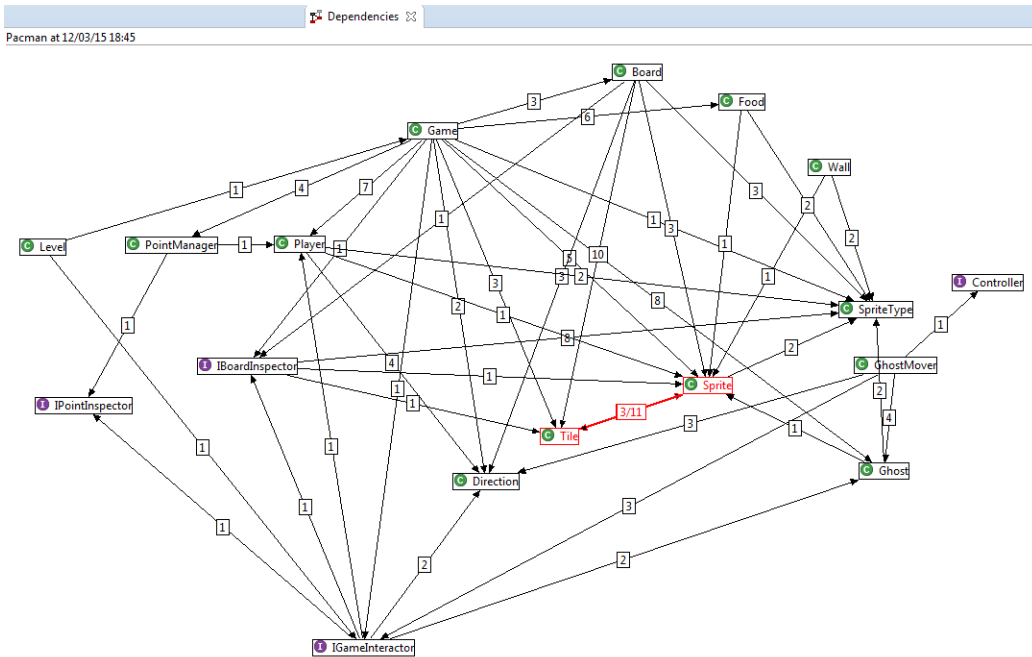 Dependencies
Pacman at 12/03/15 18:45
C Board
3
C Food
6
C Game
C Wall
1
4
7
3
2
C Level
C PointManager
1
C Player
1
1
1
3
2
5
10
1
1
I Controller
3
3
2
2
8
C SpriteType
1
1
8
2
1
I IBoardInspector
4
C GhostMover
1
C Sprite
I IPointInspector
1
1
2
4
3/11
3
1
C Tile
1
1
C Direction
C Ghost
1
3
1
2
2
I IGameInteractor